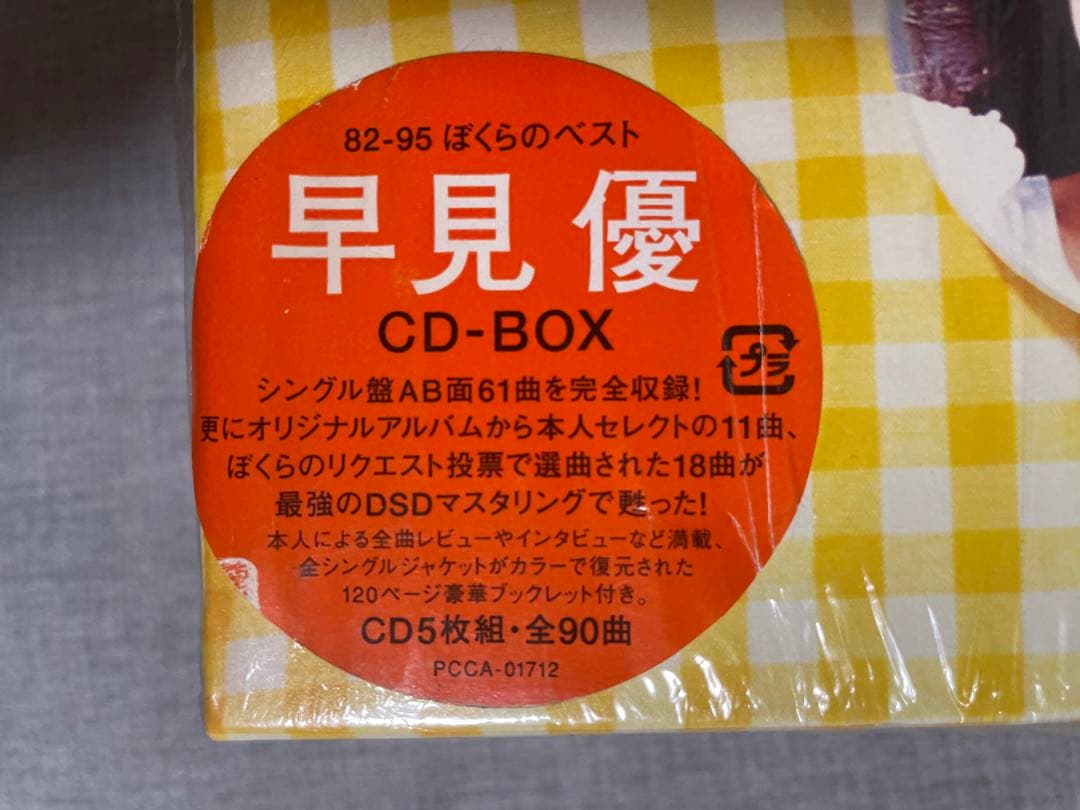 82-95 ぼくらのベスト
早見 優
CD-BOX
プラ
シングル盤AB面61曲を完全収録!
更にオリジナルアルバムから本人セレクトの11曲、
ぼくらのリクエスト投票で選曲された18曲が
最強のDSDマスタリングで甦った!
本人による全曲レビューやインタビューなど満載、
全シングルジャケットがカラーで復元された
120ページ豪華ブックレット付き。
CD5枚組・全90曲
PCCA-01712